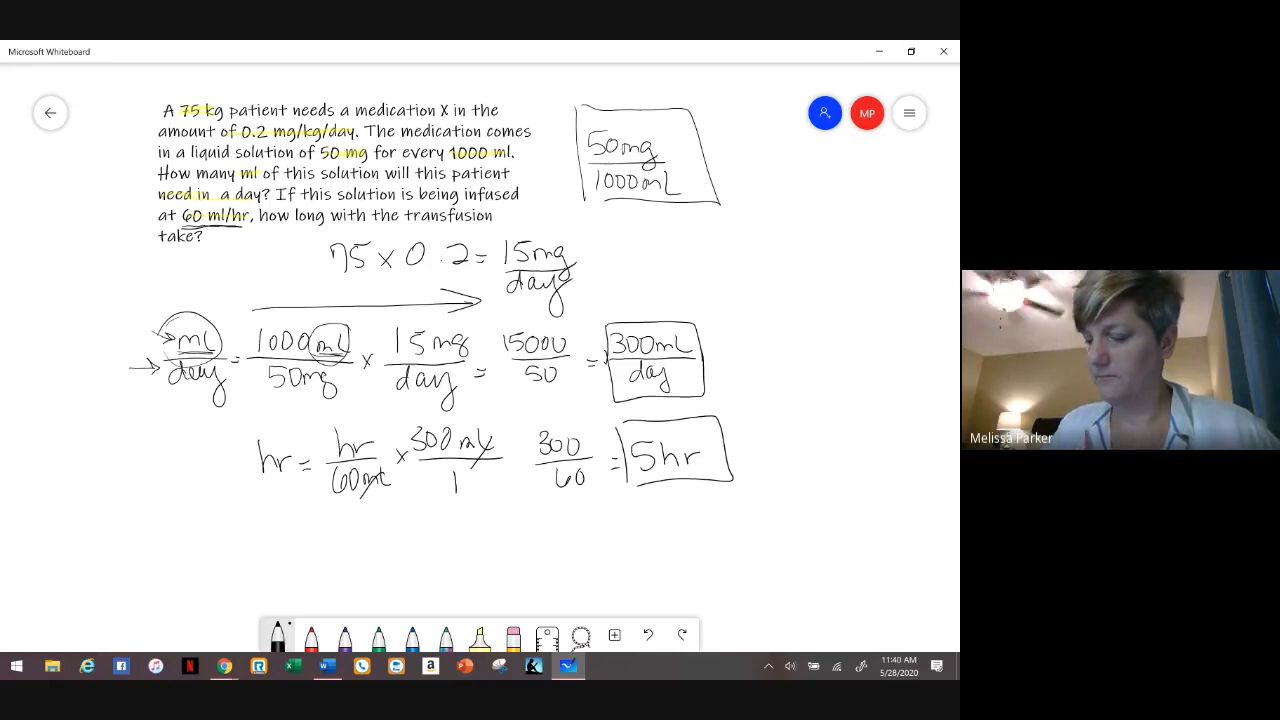 Microsoft Whiteboard
A 75 kg patient needs a medication X in the
amount of 0.2 mg/kg/day. The medication comes
in a liquid solution of 50 mg for every 1000 ml.
How many ml of this solution will this patient
need in a day? If this solution is being infused
at 60 ml/hr, how long with the transfusion
take?
50mg
1000mL
MP
75 x 0.2 = 15mg
day
mL = 1000mL x 15mg = 15000 = 300mL
day 50mg day 50 day
hr = hr x 300mL 300 = 5hr
60mL 1 60
Melissa Parker
11:40 AM
5/28/2020